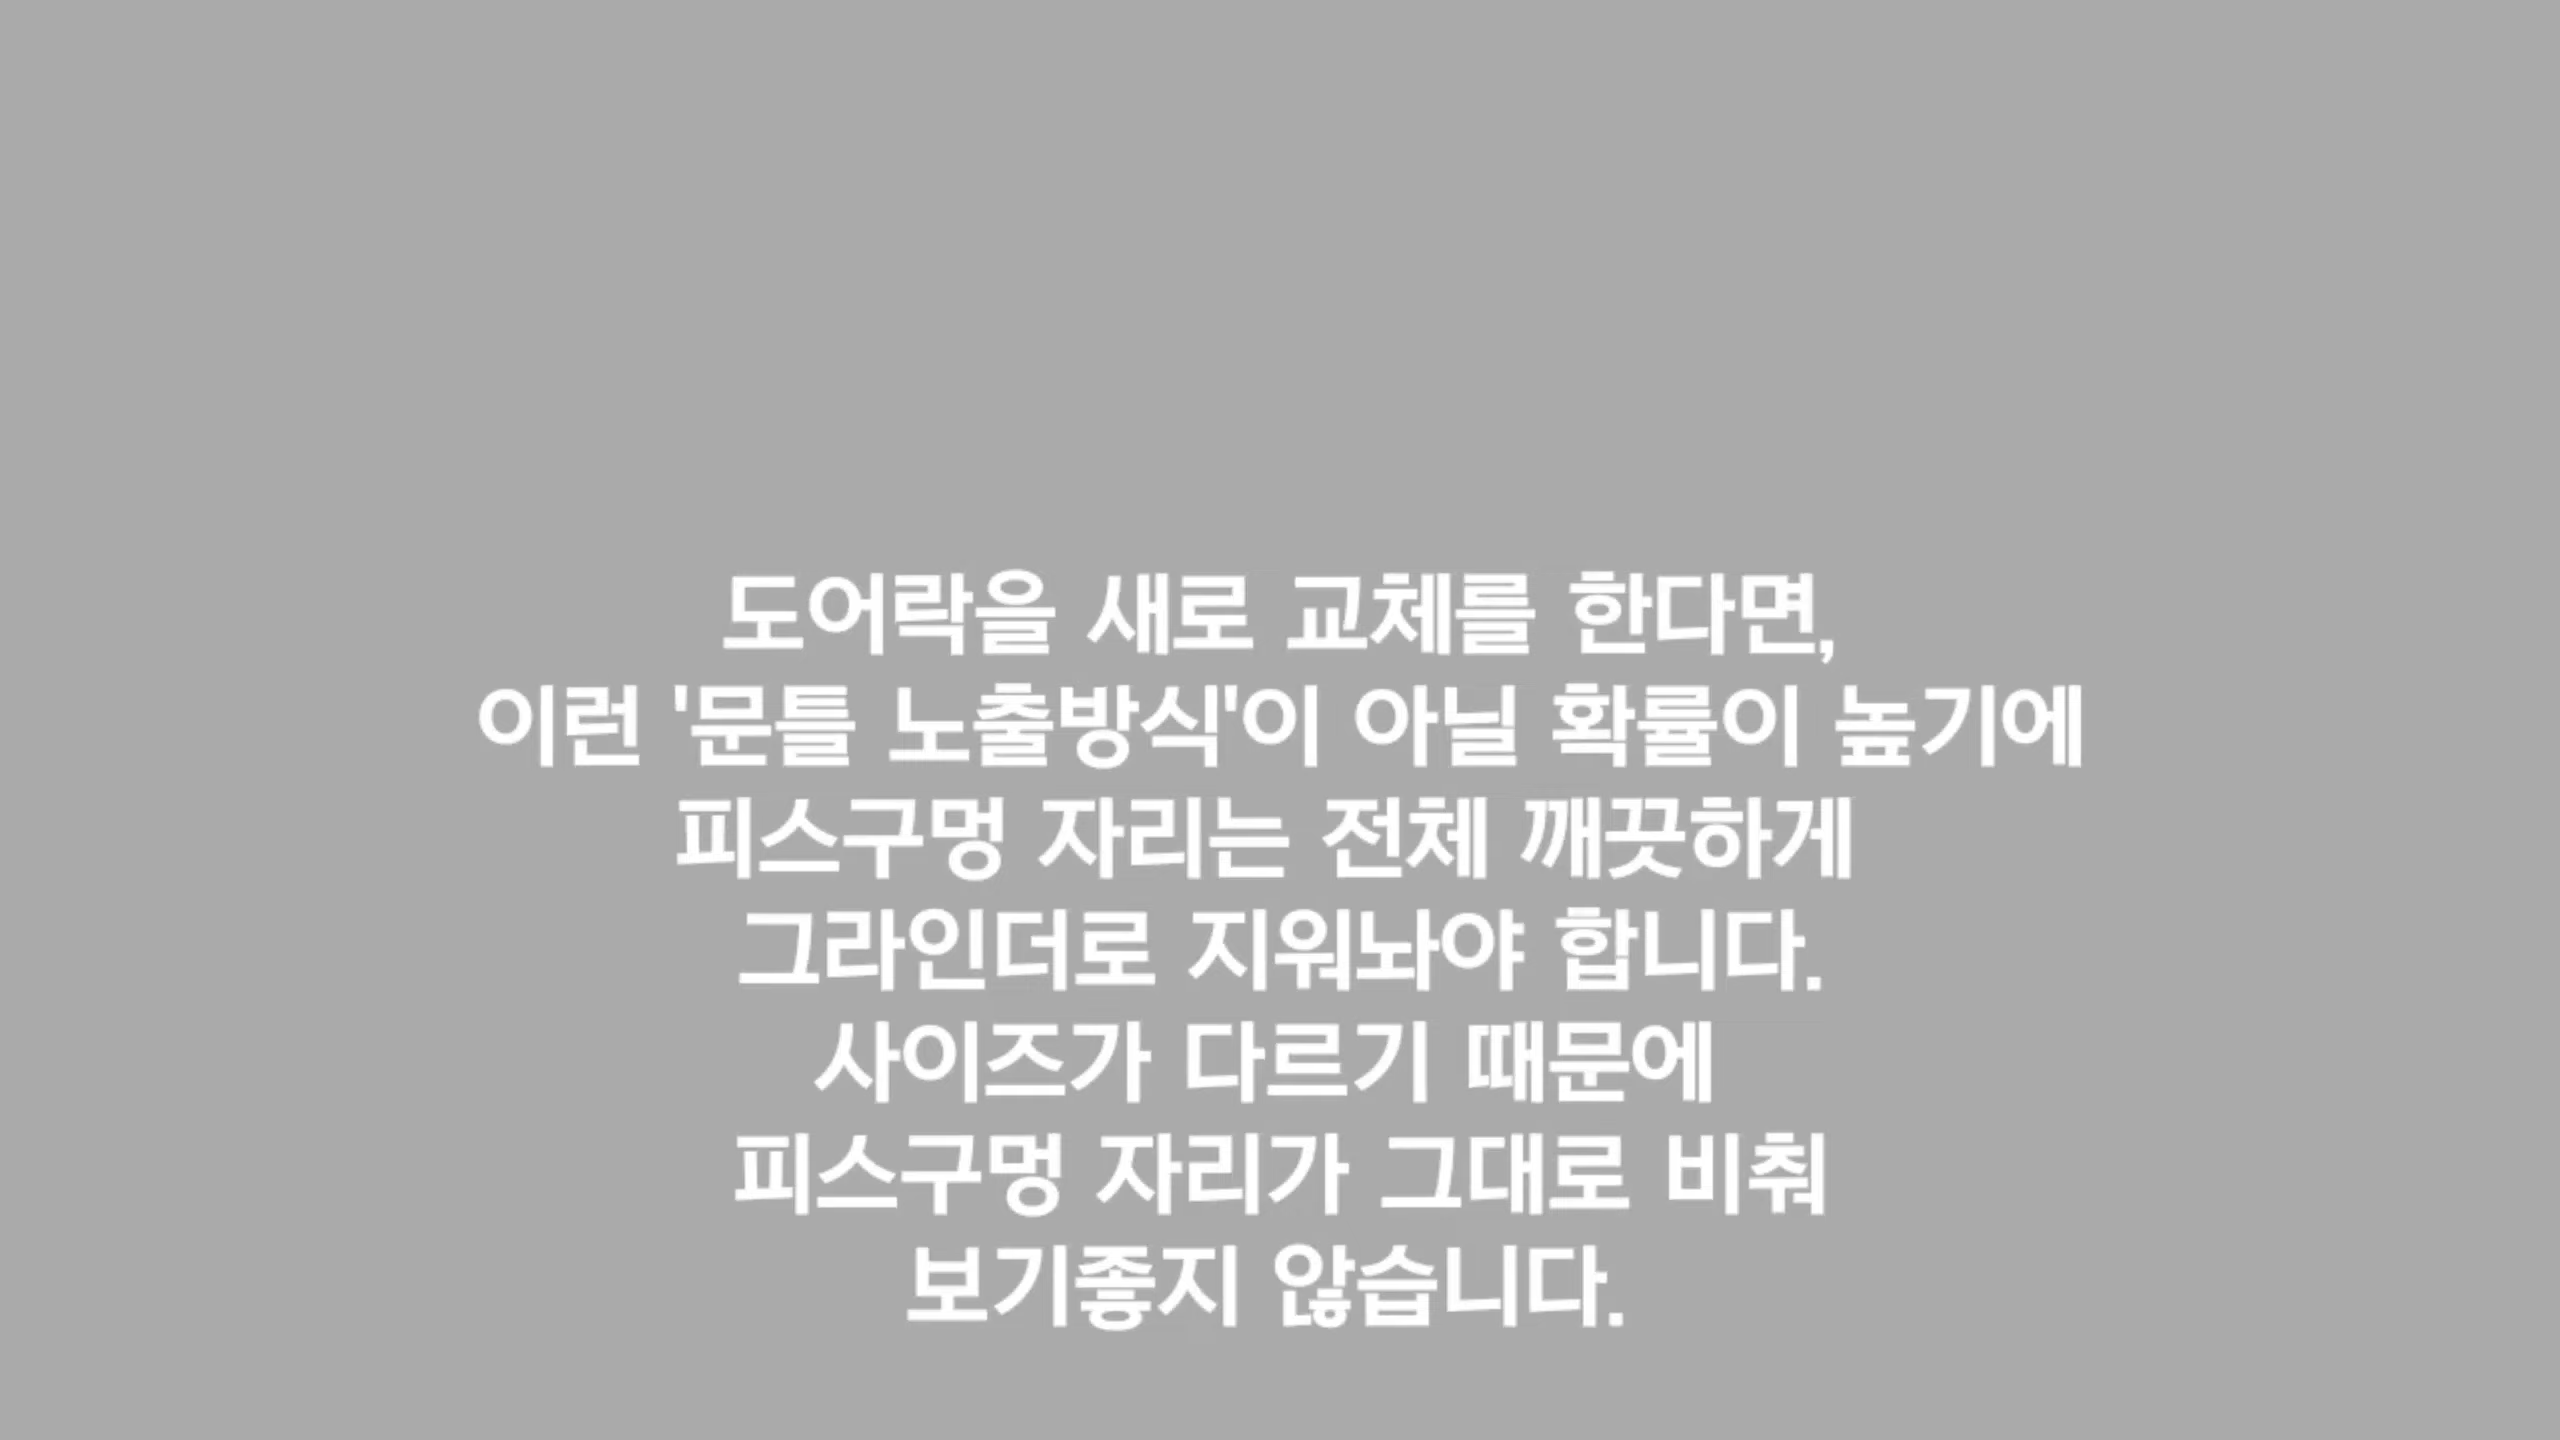 도어락을 새로 교체를 한다면,
이런 '문틀 노출방식'이 아닐 확률이 높기에
피스구멍 자리는 전체 깨끗하게
그라인더로 지워놔야 합니다.
사이즈가 다르기 때문에
피스구멍 자리가 그대로 비춰
보기좋지 않습니다.